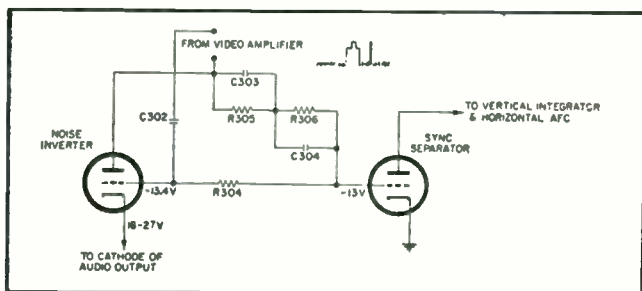 FROM VIDEO AMPLIFIER
C303
C302
R305
R306
C304
NOISE
INVERTER
TO VERTICAL INTEGRATOR
& HORIZONTAL AFC
SYNC
SEPARATOR
-13.4V
R304
-13V
16-27V
TO CATHODE OF
AUDIO OUTPUT